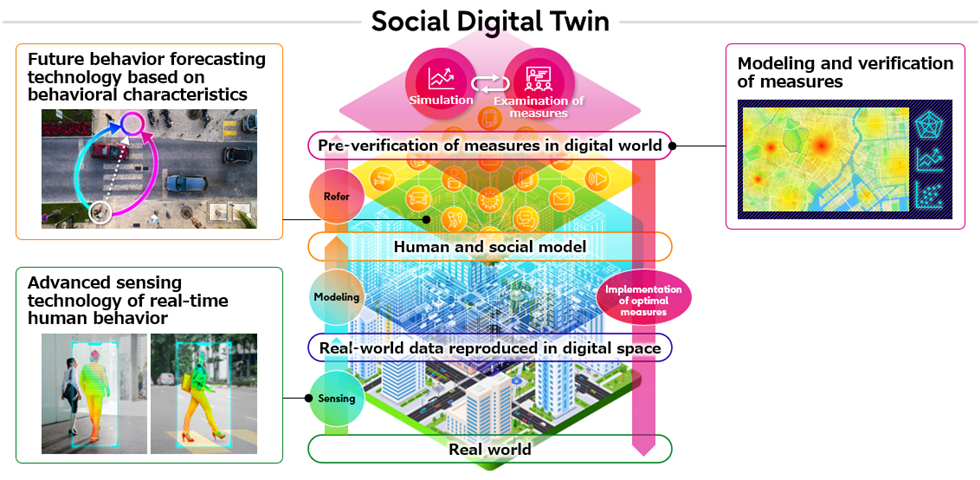 Social Digital Twin
Future behavior forecasting
technology based on
behavioral characteristics
Advanced sensing
technology of real-time
human behavior
Simulation
Examination of
measures
Pre-verification of measures in digital world
Refer
Human and social model
Modeling
Implementation
of optimal
measures
Real-world data reproduced in digital space
Sensing
Real world
Modeling and verification
of measures